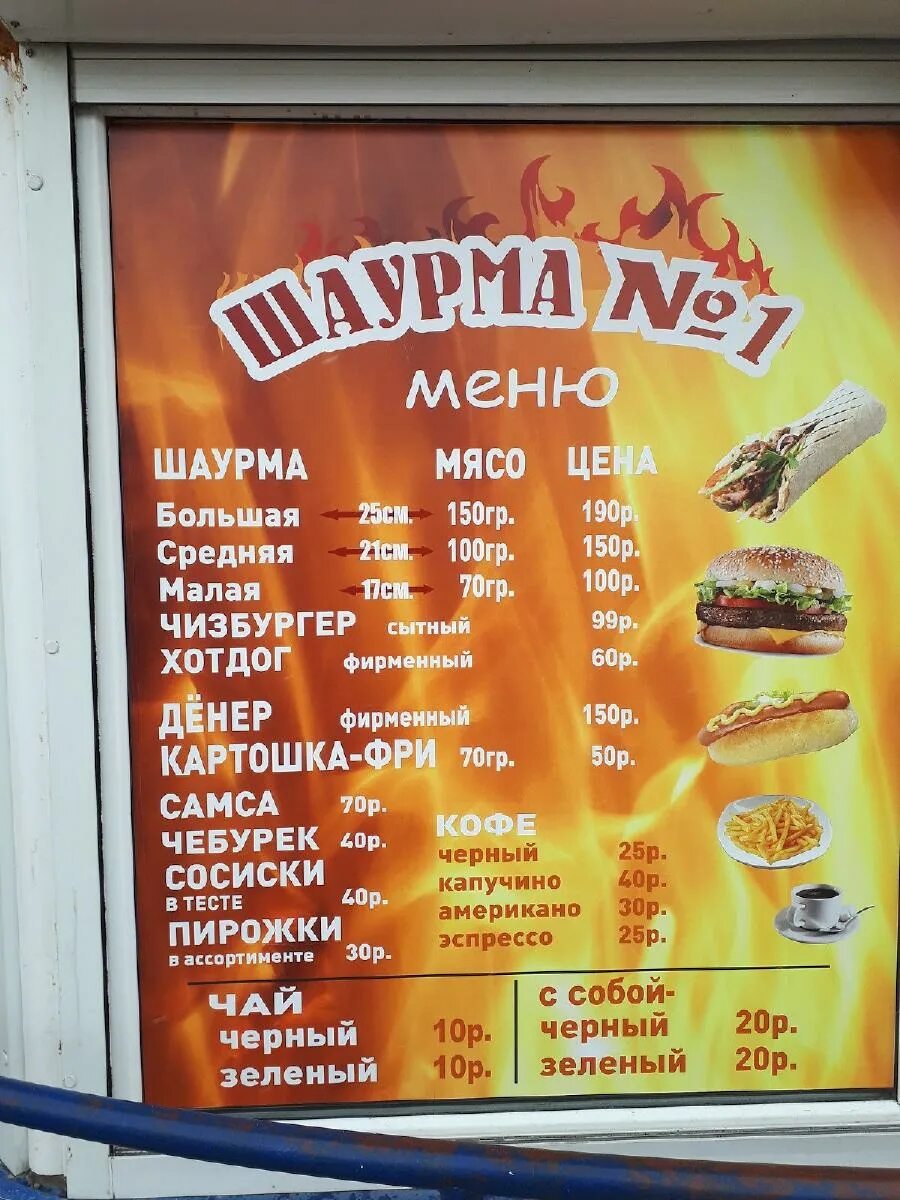 ШАУРМА №1
меню
ШАУРМА МЯСО ЦЕНА
Большая 25см. 150гр. 190р.
Средняя 21см. 100гр. 150р.
Малая 17см. 70гр. 100р.
ЧИЗБУРГЕР сытный 99р.
ХОТДОГ фирменный 60р.
ДЁНЕР фирменный 150р.
КАРТОШКА-ФРИ 70гр. 50р.
САМСА 70р.
ЧЕБУРЕК 40р.
СОСИСКИ
В ТЕСТЕ 40р.
ПИРОЖКИ
в ассортименте 30р.
КОФЕ
черный 25р.
капучино 40р.
американо 30р.
эспрессо 25р.
ЧАЙ
черный 10р.
зеленый 10р.
с собой-
черный 20р.
зеленый 20р.